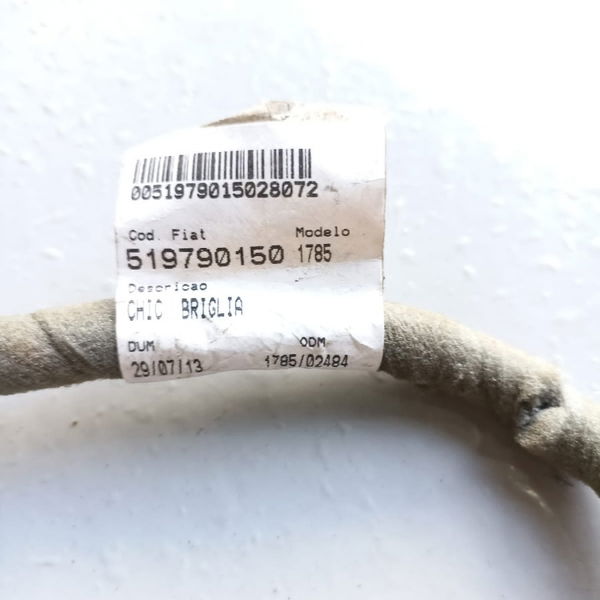 0051979015028072
Cod. Fiat Modelo
519790150 1785
Descricao
CHIC BRIGLIA
DUM ODM
29/07/13 1785/02484